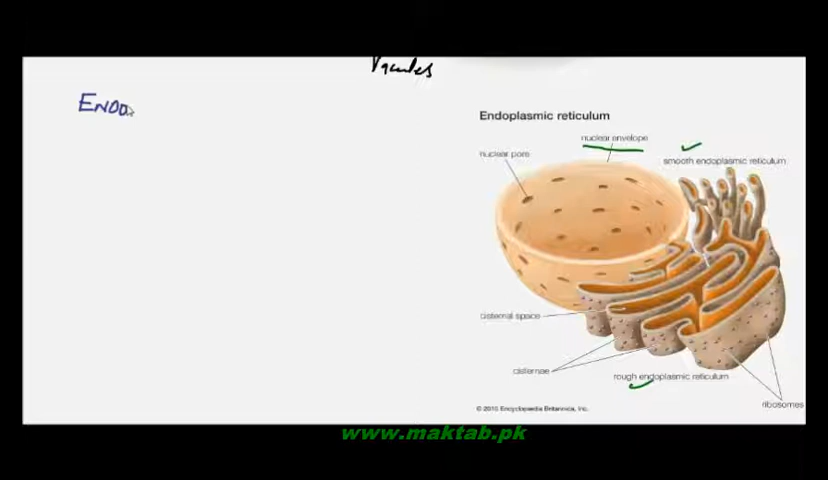 Vacuoles
ENDO
Endoplasmic reticulum
nuclear envelope
nuclear pore
smooth endoplasmic reticulum
cisternal space
cisternae
rough endoplasmic reticulum
ribosomes
© 2010 Encyclopaedia Britannica, Inc.
www.maktab.pk